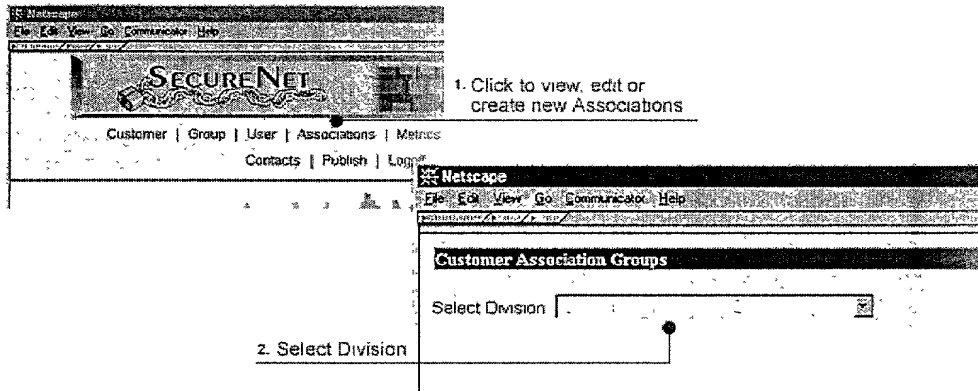 Netscape
File Edit View Go Communicator Help
SECURENET
Customer | Group | User | Associations | Metrics
Contacts | Publish | Logoff
1. Click to view, edit or
create new Associations
Netscape
File Edit View Go Communicator Help
Customer Association Groups
Select Division
2. Select Division